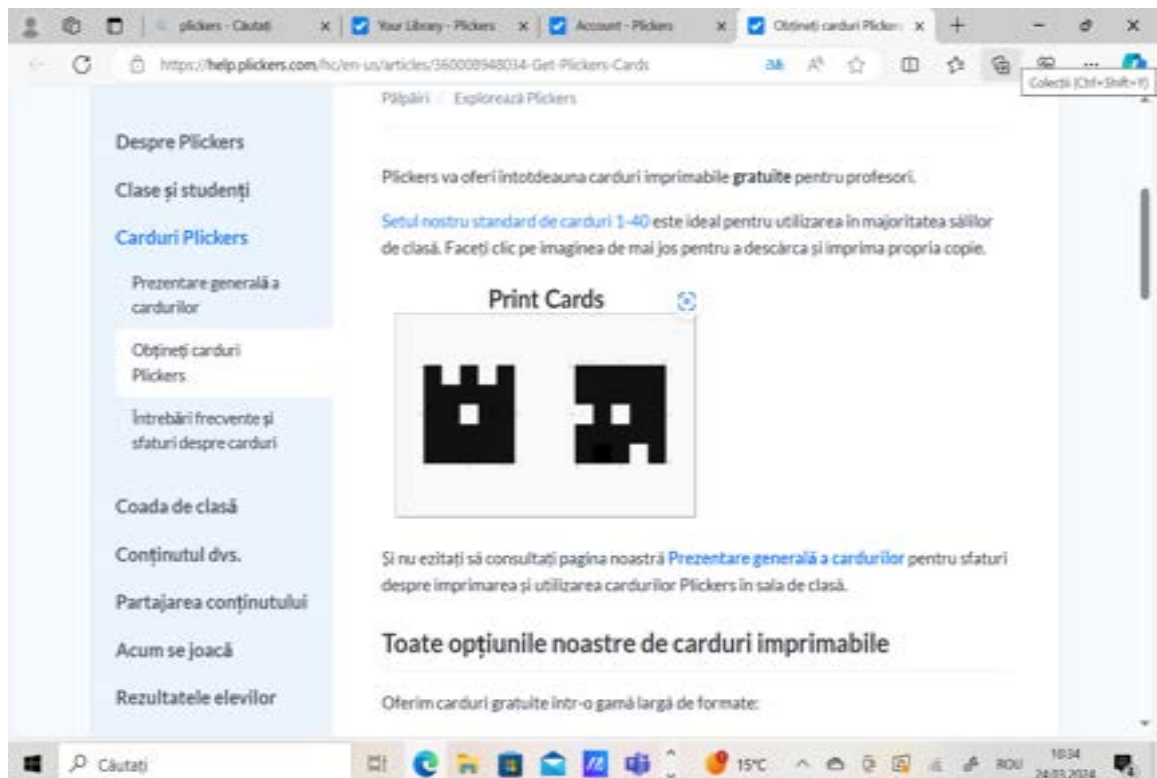 plickers - Căutați
Your Library - Plickers
Account - Plickers
Obțineți carduri Plickers
https://help.plickers.com/hc/en-us/articles/360008948034-Get-Plickers-Cards
Colecții (Ctrl+Shift+Y)
Pâlpâiri / Explorează Plickers
Despre Plickers
Clase și studenți
Carduri Plickers
Prezentare generală a
cardurilor
Obțineți carduri
Plickers
Întrebări frecvente și
sfaturi despre carduri
Coada de clasă
Conținutul dvs.
Partajarea conținutului
Acum se joacă
Rezultatele elevilor
Plickers va oferi întotdeauna carduri imprimabile gratuite pentru profesori.
Setul nostru standard de carduri 1-40 este ideal pentru utilizarea în majoritatea sălilor
de clasă. Faceți clic pe imaginea de mai jos pentru a descărca și imprima propria copie.
Print Cards
Și nu ezitați să consultați pagina noastră Prezentare generală a cardurilor pentru sfaturi
despre imprimarea și utilizarea cardurilor Plickers în sala de clasă.
Toate opțiunile noastre de carduri imprimabile
Oferim carduri gratuite într-o gamă largă de formate:
Căutați
15°C
ROU
10:34
24.03.2024